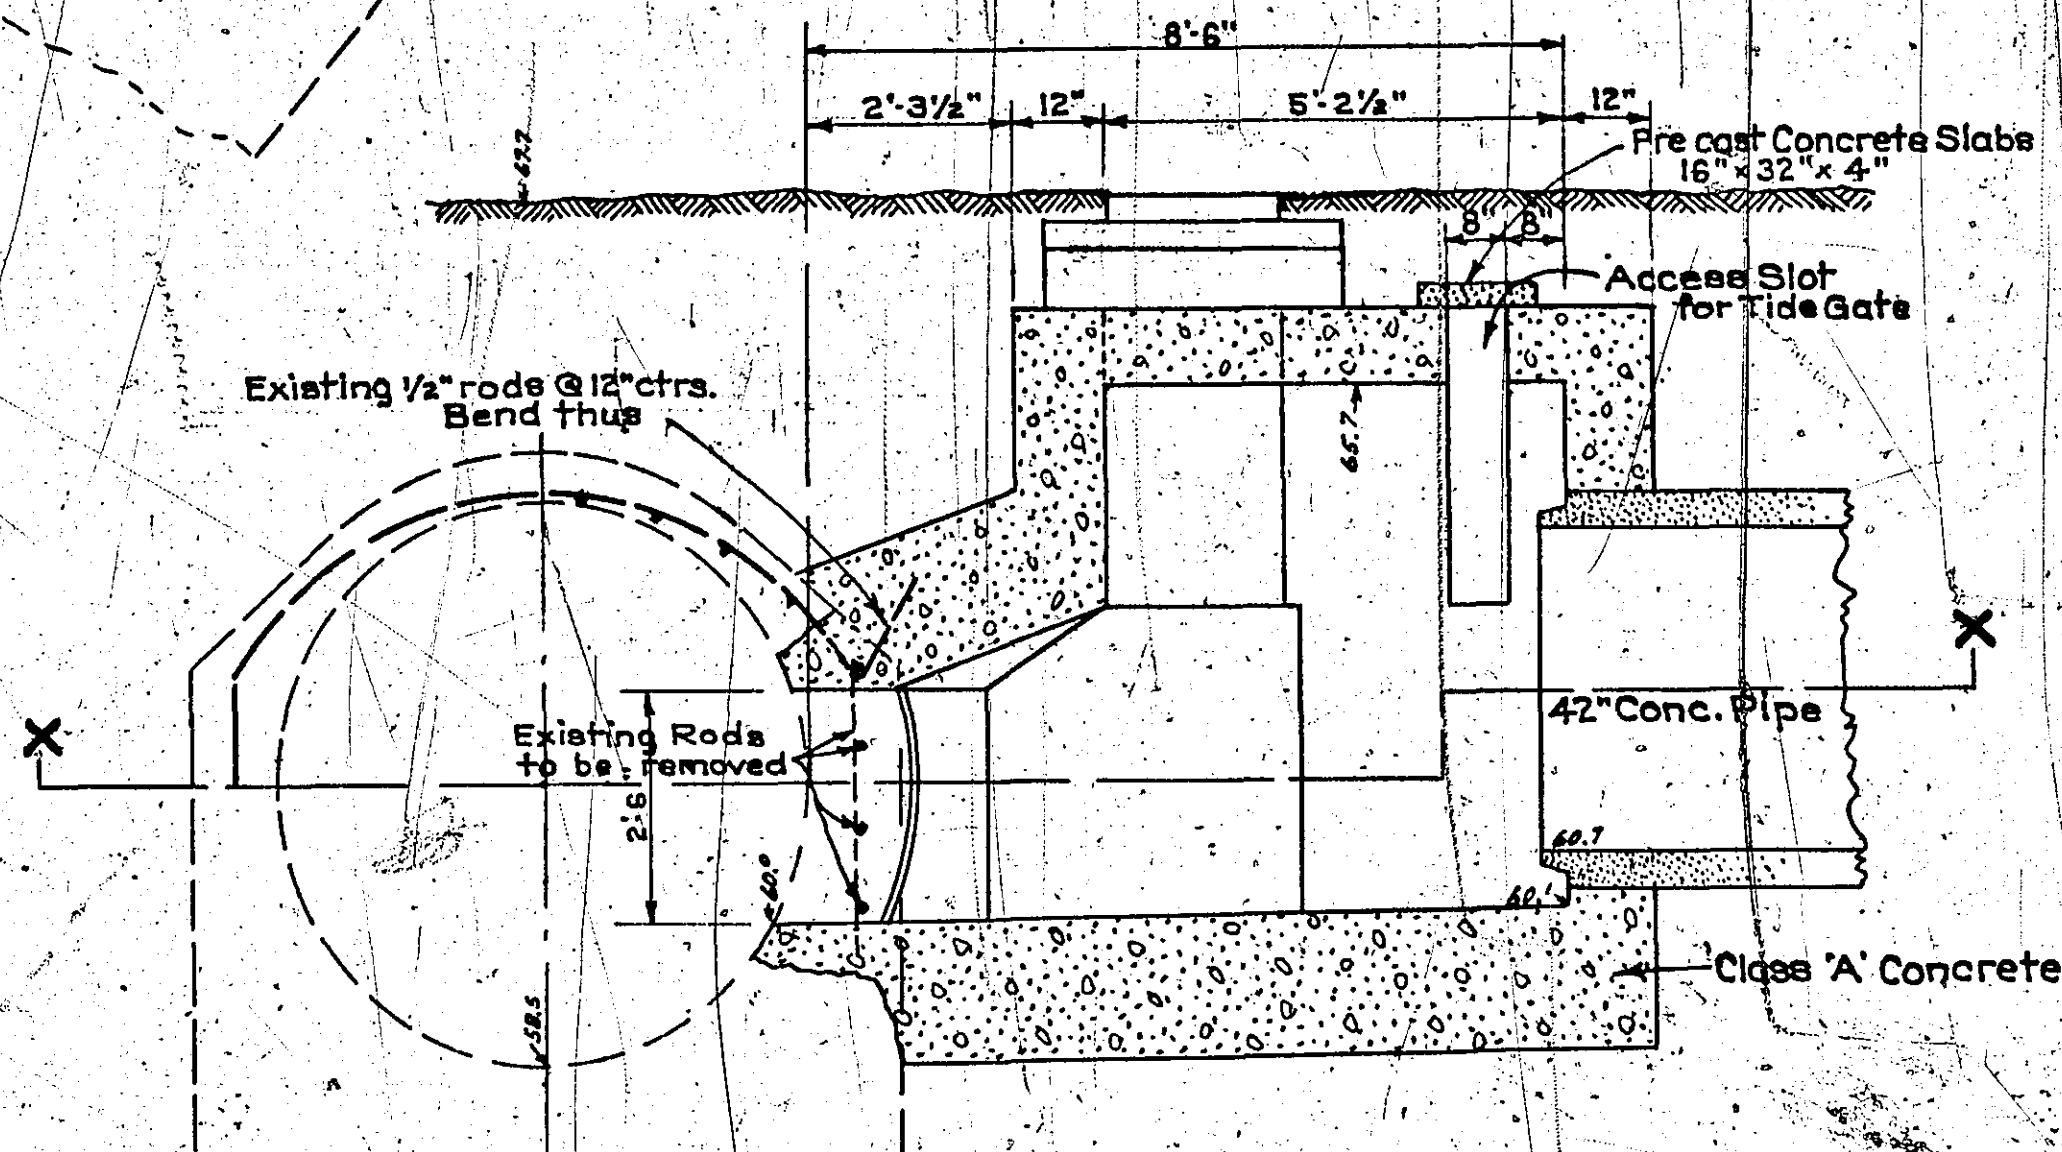 8'-6"
2'-3½"
12"
5'-2½"
12"
Pre cast Concrete Slabs
16" x 32" x 4"
8"
8"
Access Slot
for Tide Gate
Existing ½" rods @ 12" ctrs.
Bend thus
65.7
X
X
42" Conc. Pipe
Existing Rods
to be removed
2'-6
60.7
60.0
60.1
Class 'A' Concrete
58.5